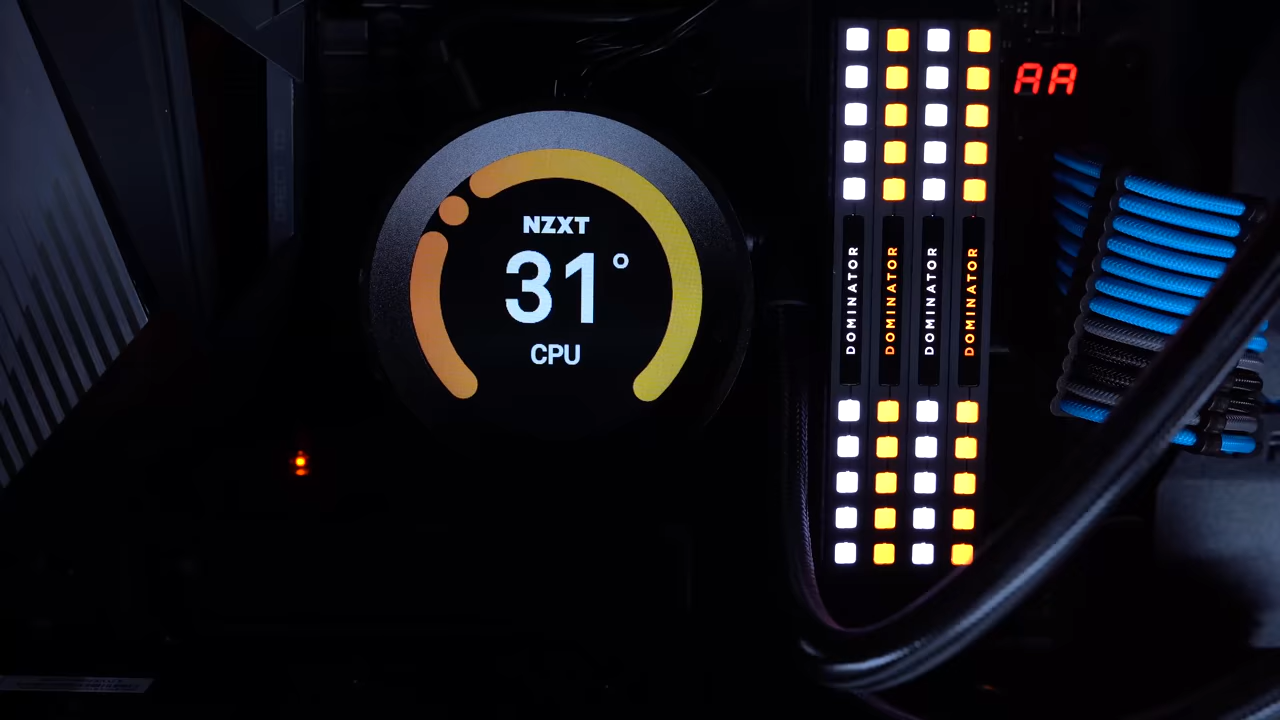 NZXT
31°
CPU
DOMINATOR
DOMINATOR
DOMINATOR
DOMINATOR
AA